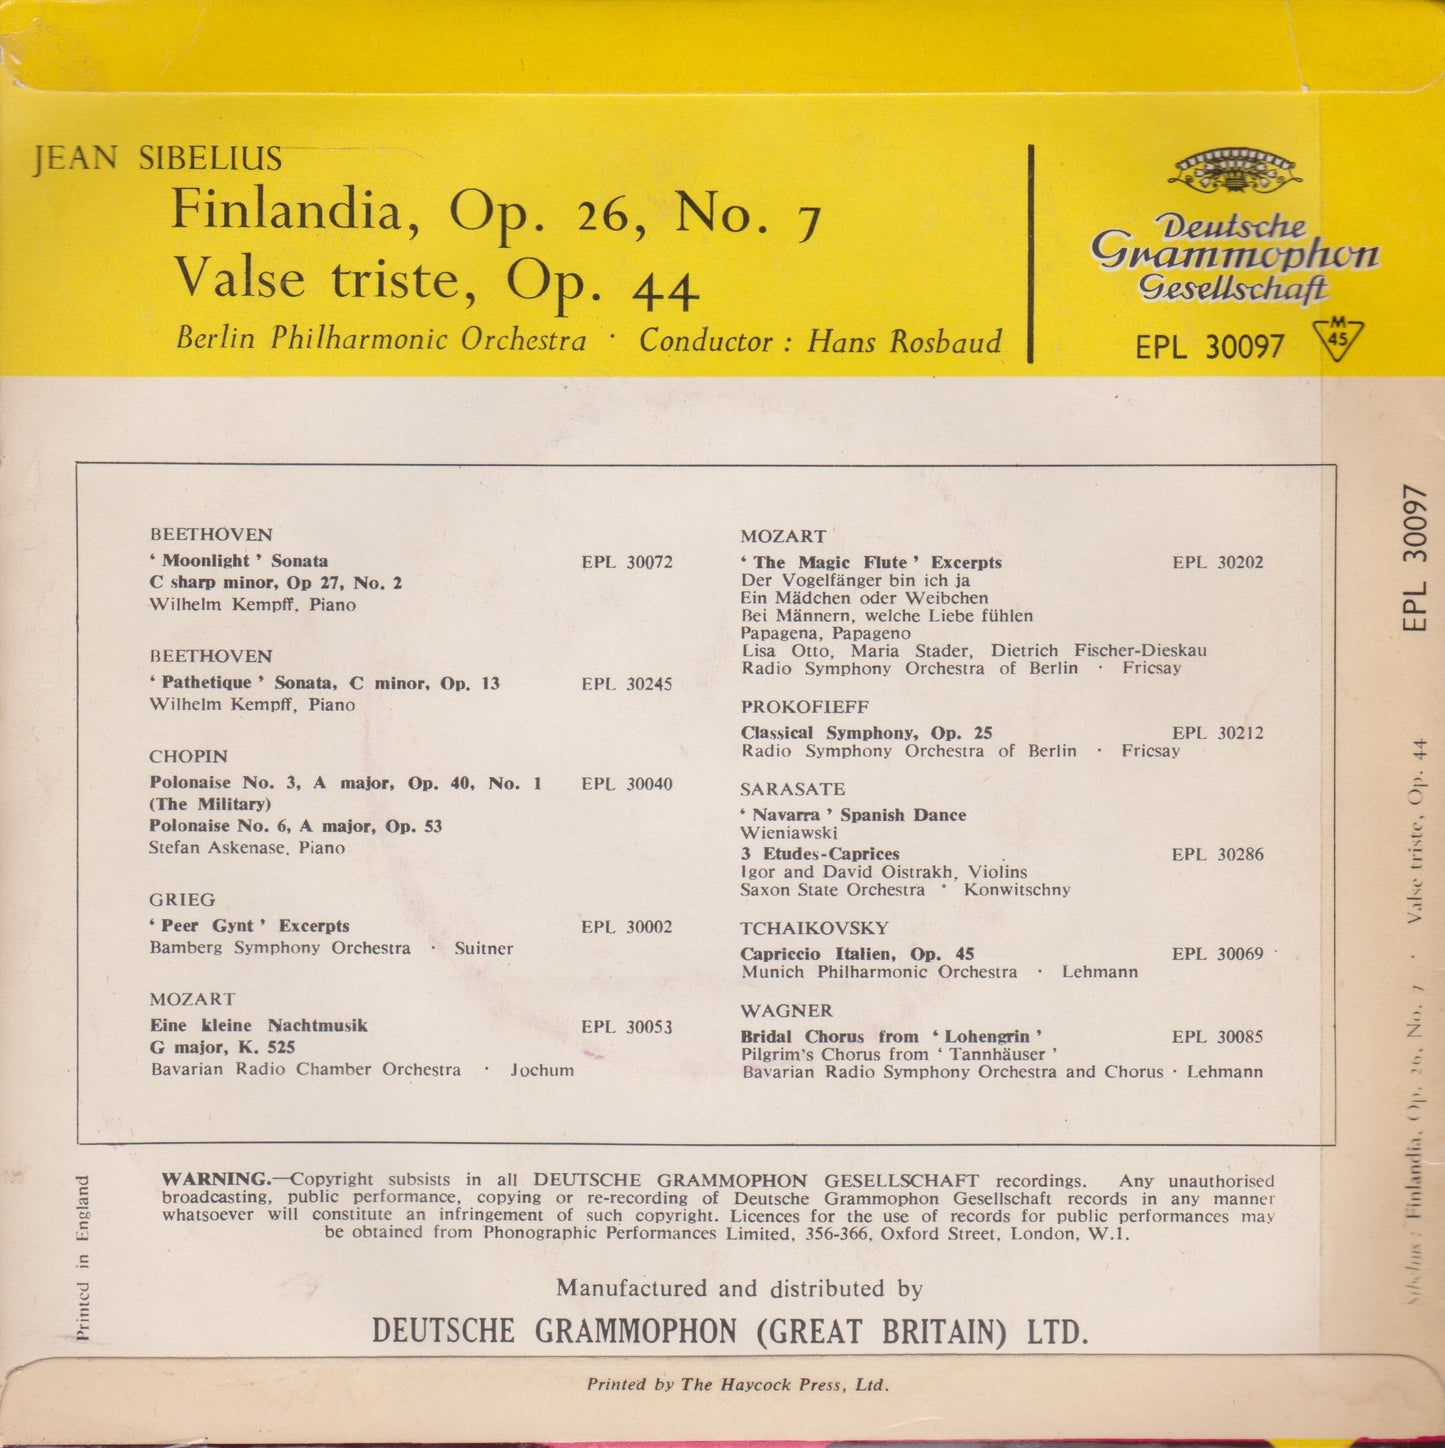 JEAN SIBELIUS
Finlandia, Op. 26, No. 7
Valse triste, Op. 44
Berlin Philharmonic Orchestra · Conductor : Hans Rosbaud
Deutsche
Grammophon
Gesellschaft
EPL 30097
M
45
BEETHOVEN
‘ Moonlight ’ Sonata EPL 30072
C sharp minor, Op 27, No. 2
Wilhelm Kempff, Piano
BEETHOVEN
‘ Pathetique ’ Sonata, C minor, Op. 13 EPL 30245
Wilhelm Kempff, Piano
CHOPIN
Polonaise No. 3, A major, Op. 40, No. 1 EPL 30040
(The Military)
Polonaise No. 6, A major, Op. 53
Stefan Askenase, Piano
GRIEG
‘ Peer Gynt ’ Excerpts EPL 30002
Bamberg Symphony Orchestra · Suitner
MOZART
Eine kleine Nachtmusik EPL 30053
G major, K. 525
Bavarian Radio Chamber Orchestra · Jochum
MOZART
‘ The Magic Flute ’ Excerpts EPL 30202
Der Vogelfänger bin ich ja
Ein Mädchen oder Weibchen
Bei Männern, welche Liebe fühlen
Papagena, Papageno
Lisa Otto, Maria Stader, Dietrich Fischer-Dieskau
Radio Symphony Orchestra of Berlin · Fricsay
PROKOFIEFF
Classical Symphony, Op. 25 EPL 30212
Radio Symphony Orchestra of Berlin · Fricsay
SARASATE
‘ Navarra ’ Spanish Dance
Wieniawski
3 Etudes-Caprices EPL 30286
Igor and David Oistrakh, Violins
Saxon State Orchestra · Konwitschny
TCHAIKOVSKY
Capriccio Italien, Op. 45 EPL 30069
Munich Philharmonic Orchestra · Lehmann
WAGNER
Bridal Chorus from ‘ Lohengrin ’ EPL 30085
Pilgrim's Chorus from ‘ Tannhäuser ’
Bavarian Radio Symphony Orchestra and Chorus · Lehmann
EPL 30097
Sibelius : Finlandia, Op. 26, No. 7 · Valse triste, Op. 44
Printed in England
WARNING.—Copyright subsists in all DEUTSCHE GRAMMOPHON GESELLSCHAFT recordings. Any unauthorised
broadcasting, public performance, copying or re-recording of Deutsche Grammophon Gesellschaft records in any manner
whatsoever will constitute an infringement of such copyright. Licences for the use of records for public performances may
be obtained from Phonographic Performances Limited, 356-366, Oxford Street, London, W.1.
Manufactured and distributed by
DEUTSCHE GRAMMOPHON (GREAT BRITAIN) LTD.
Printed by The Haycock Press, Ltd.